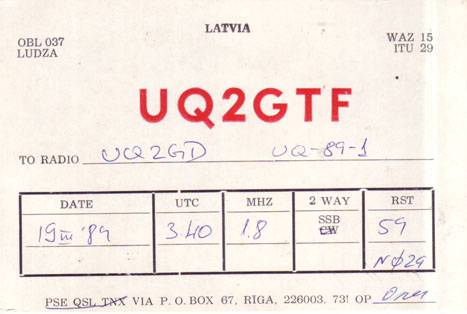 LATVIA
OBL 037
LUDZA
WAZ 15
ITU 29
UQ2GTF
TO RADIO UQ2GD UQ-89-1
DATE UTC MHZ 2 WAY RST
19 III '89 3.40 1.8 SSB CW 59
NØ29
PSE QSL TNX VIA P. O. BOX 67, RĪGA, 226003. 73! OP